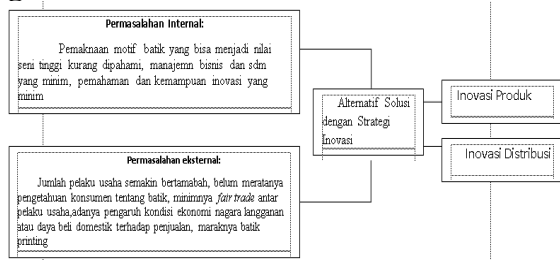 Permasalahan Internal:
Pemaknaan motif batik yang bisa menjadi nilai
seni tinggi kurang dipahami, manajemn bisnis dan sdm
yang minim, pemahaman dan kemampuan inovasi yang
minim
Alternatif Solusi
dengan Strategi
Inovasi
Inovasi Produk
Inovasi Distribusi
Permasalahan eksternal:
Jumlah pelaku usaha semakin bertamabah, belum meratanya
pengetahuan konsumen tentang batik, minimnya fair trade antar
pelaku usaha,adanya pengaruh kondisi ekonomi nagara langganan
atau daya beli domestik terhadap penjualan, maraknya batik
printing